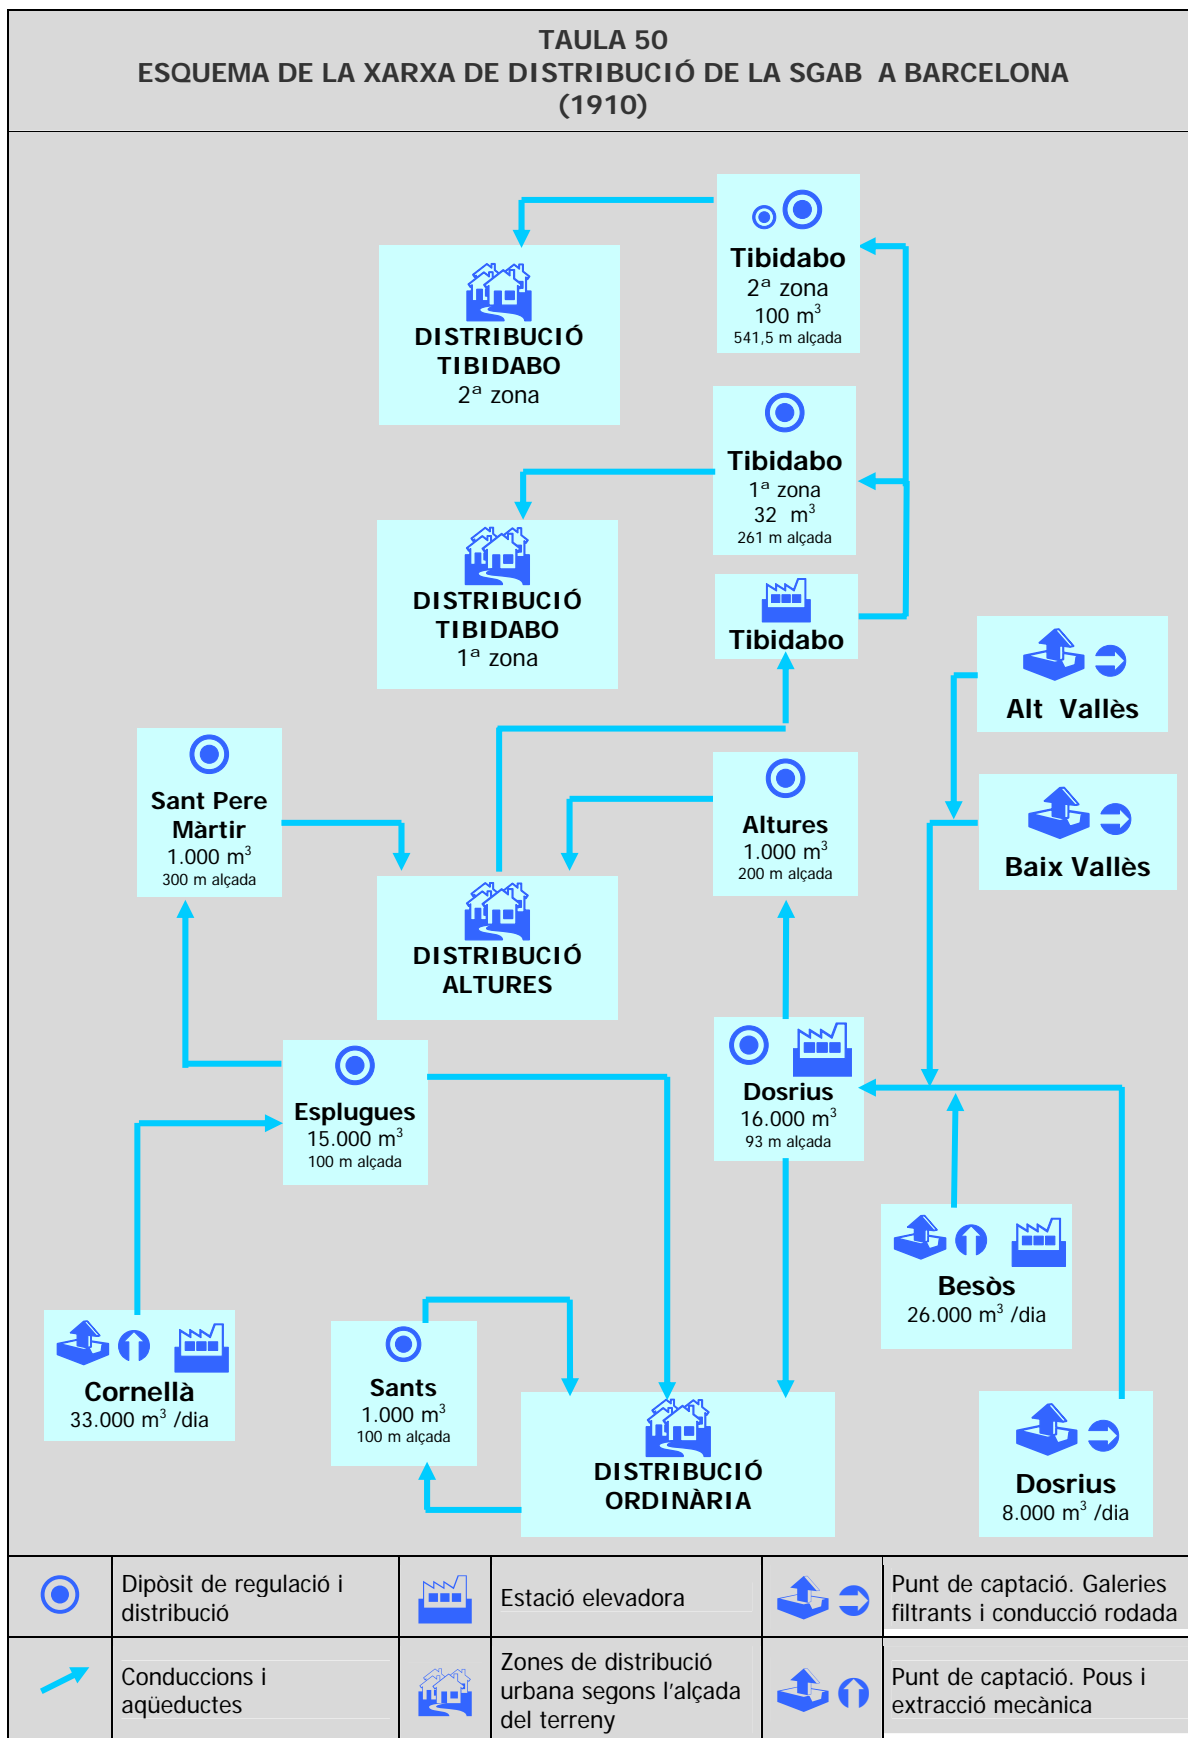 TAULA 50
ESQUEMA DE LA XARXA DE DISTRIBUCIÓ DE LA SGAB A BARCELONA
(1910)
Tibidabo
2ª zona
100 m³
541,5 m alçada
DISTRIBUCIÓ
TIBIDABO
2ª zona
Tibidabo
1ª zona
32 m³
261 m alçada
DISTRIBUCIÓ
TIBIDABO
1ª zona
Tibidabo
Alt Vallès
Sant Pere
Màrtir
1.000 m³
300 m alçada
Altures
1.000 m³
200 m alçada
Baix Vallès
DISTRIBUCIÓ
ALTURES
Esplugues
15.000 m³
100 m alçada
Dosrius
16.000 m³
93 m alçada
Besòs
26.000 m³ /dia
Cornellà
33.000 m³ /dia
Sants
1.000 m³
100 m alçada
DISTRIBUCIÓ
ORDINÀRIA
Dosrius
8.000 m³ /dia
Dipòsit de regulació i
distribució
Estació elevadora
Punt de captació. Galeries
filtrants i conducció rodada
Conduccions i
aqüeductes
Zones de distribució
urbana segons l'alçada
del terreny
Punt de captació. Pous i
extracció mecànica